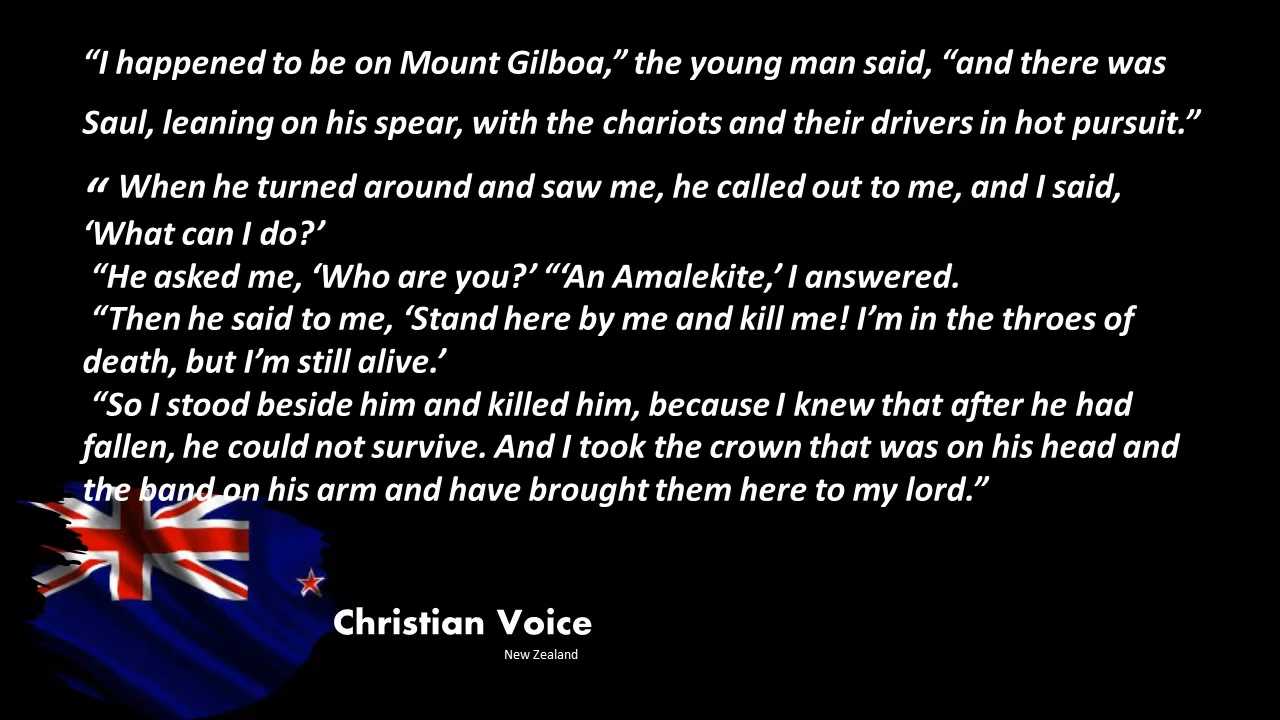 “I happened to be on Mount Gilboa,” the young man said, “and there was
Saul, leaning on his spear, with the chariots and their drivers in hot pursuit.”
“ When he turned around and saw me, he called out to me, and I said,
‘What can I do?’
“He asked me, ‘Who are you?’ “‘An Amalekite,’ I answered.
“Then he said to me, ‘Stand here by me and kill me! I’m in the throes of
death, but I’m still alive.’
“So I stood beside him and killed him, because I knew that after he had
fallen, he could not survive. And I took the crown that was on his head and
the band on his arm and have brought them here to my lord.”
Christian Voice
New Zealand